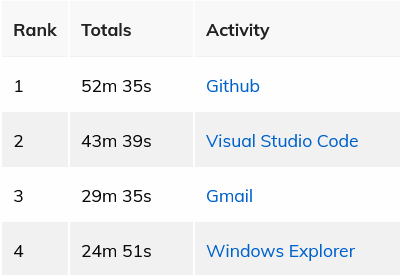 Rank Totals Activity
1 52m 35s Github
2 43m 39s Visual Studio Code
3 29m 35s Gmail
4 24m 51s Windows Explorer